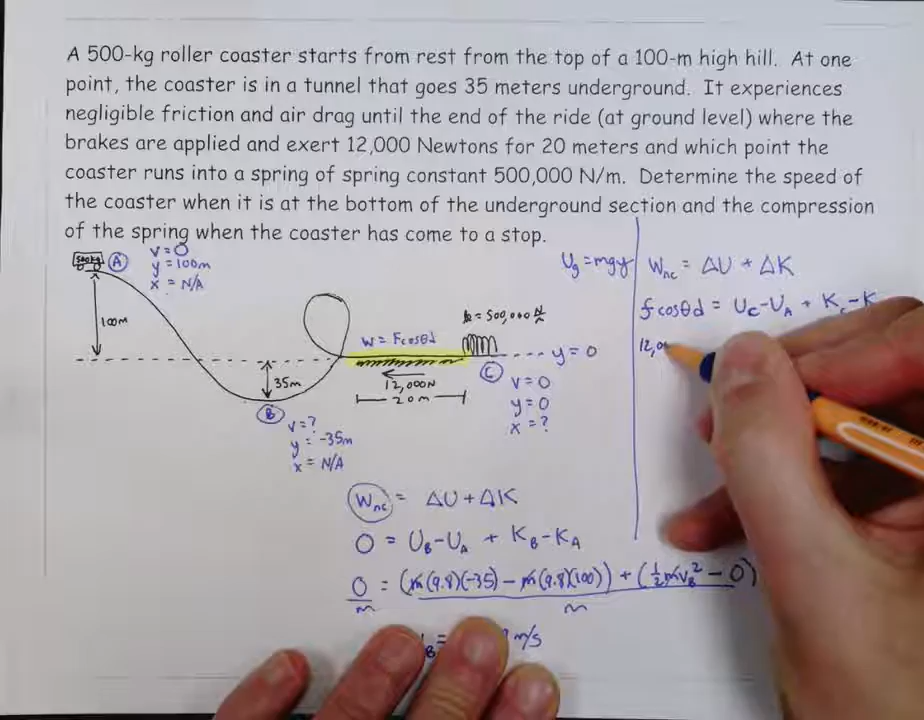 A 500-kg roller coaster starts from rest from the top of a 100-m high hill. At one
point, the coaster is in a tunnel that goes 35 meters underground. It experiences
negligible friction and air drag until the end of the ride (at ground level) where the
brakes are applied and exert 12,000 Newtons for 20 meters and which point the
coaster runs into a spring of spring constant 500,000 N/m. Determine the speed of
the coaster when it is at the bottom of the underground section and the compression
of the spring when the coaster has come to a stop.
500kg A
v = 0
y = 100m
x = N/A
100m
35m
B
v = ?
y = -35m
x = N/A
W = Fcosθd
12,000N
20m
k = 500,000 N/m
y = 0
C
v = 0
y = 0
x = ?
Ug = mgy
Wnc = ΔU + ΔK
fcosθd = UC - UA + KC - K
12,0
Wnc = ΔU + ΔK
0 = UB - UA + KB - KA
0/m = (m(9.8)(-35) - m(9.8)(100)) + (½mvB² - 0)/m
B = m/s